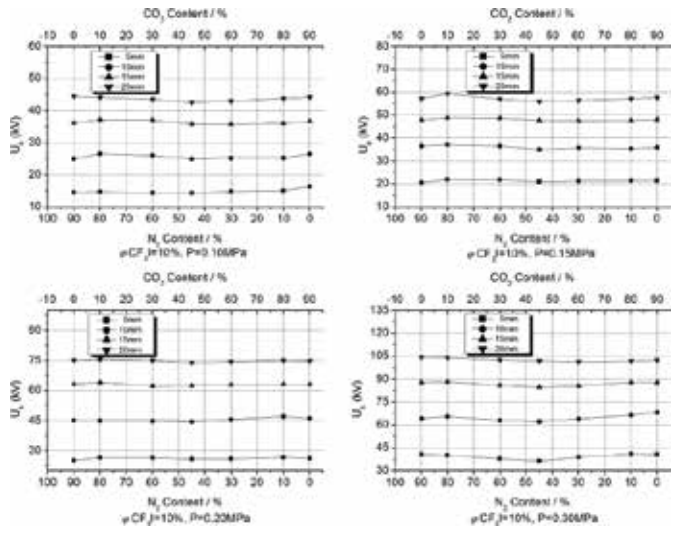 CO2 Content / %
-10 0 10 20 30 40 50 60 70 80 90
60
50
40
30
20
10
Us (kV)
5mm
10mm
15mm
20mm
100 90 80 70 60 50 40 30 20 10 0
N2 Content / %
φCF3I=10%, P=0.10MPa
CO2 Content / %
-10 0 10 20 30 40 50 60 70 80 90
80
70
60
50
40
30
20
10
Us (kV)
5mm
10mm
15mm
20mm
100 90 80 70 60 50 40 30 20 10 0
N2 Content / %
φCF3I=10%, P=0.15MPa
CO2 Content / %
-10 0 10 20 30 40 50 60 70 80 90
90
75
60
45
30
Us (kV)
5mm
10mm
15mm
20mm
100 90 80 70 60 50 40 30 20 10 0
N2 Content / %
φCF3I=10%, P=0.20MPa
CO2 Content / %
-10 0 10 20 30 40 50 60 70 80 90
135
120
105
90
75
60
45
30
Us (kV)
5mm
10mm
15mm
20mm
100 90 80 70 60 50 40 30 20 10 0
N2 Content / %
φCF3I=10%, P=0.30MPa